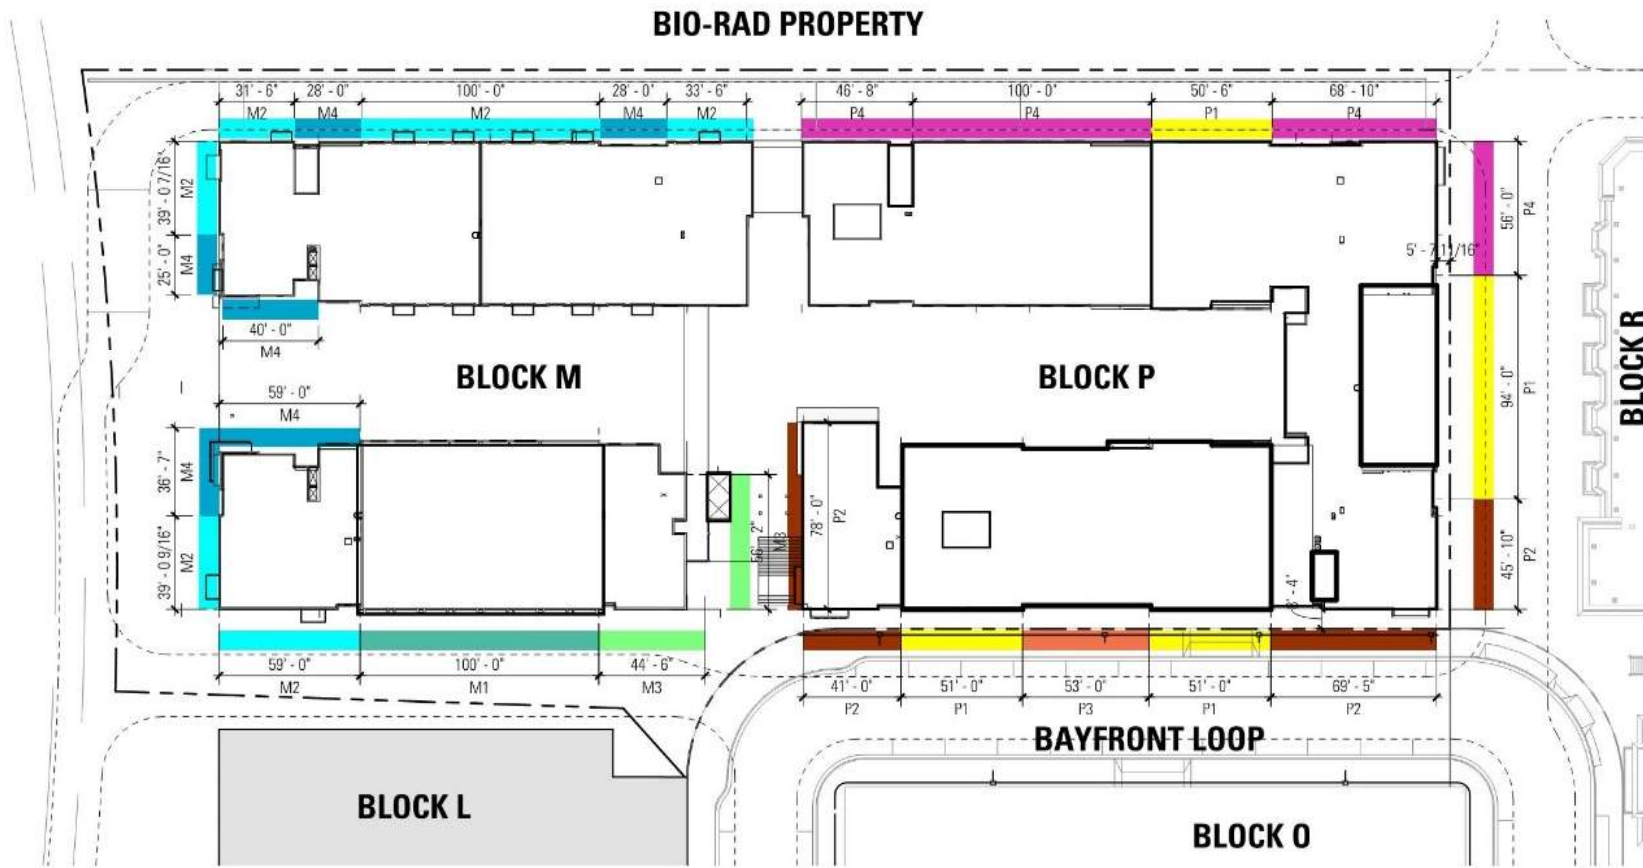 BIO-RAD PROPERTY
31' - 6" 28' - 0" 100' - 0" 28' - 0" 33' - 6" 46' - 8" 100' - 0" 50' - 6" 68' - 10"
M2 M4 M2 M4 M2 P4 P4 P1 P4
39' - 0 7/16"
M2
25' - 0"
M4
56' - 0"
P4
5' - 7 11/16"
40' - 0"
M4
BLOCK M
BLOCK P
BLOCK R
59' - 0"
M4
94' - 0"
P1
36' - 7"
M4
39' - 0 9/16"
M2
56' - 2"
M3
78' - 0"
P2
45' - 10"
P2
59' - 0" 100' - 0" 44' - 6"
M2 M1 M3
41' - 0" 51' - 0" 53' - 0" 51' - 0" 69' - 5"
P2 P1 P3 P1 P2
BAYFRONT LOOP
BLOCK L
BLOCK O